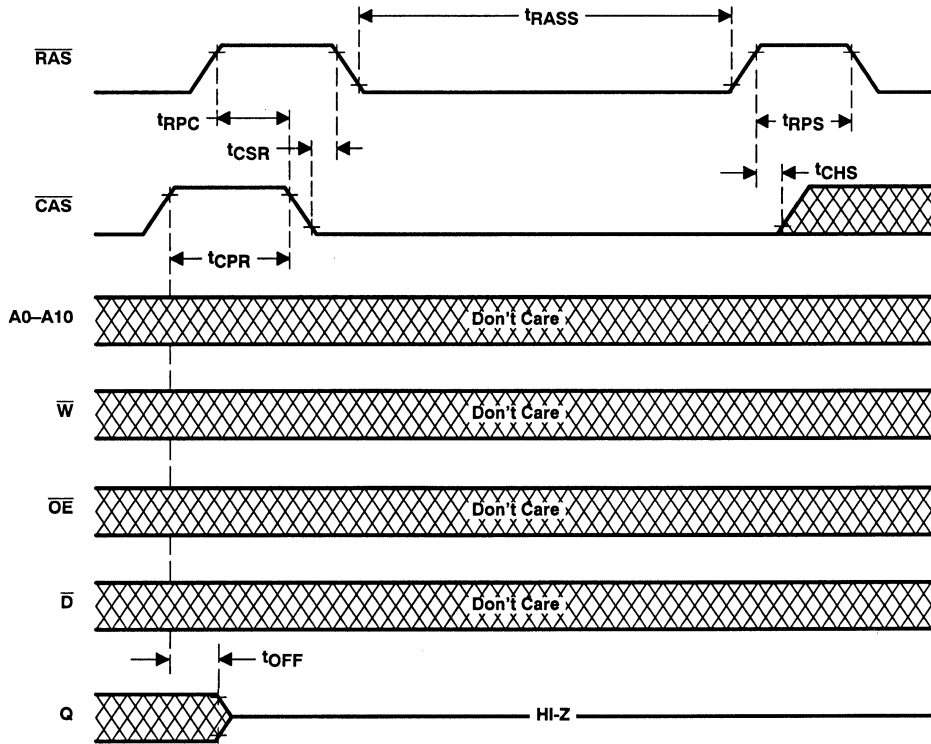 tRASS
RAS
tRPC
tRPS
tCSR
tCHS
CAS
tCPR
A0–A10
Don't Care
W
Don't Care
OE
Don't Care
D
Don't Care
tOFF
Q
HI-Z